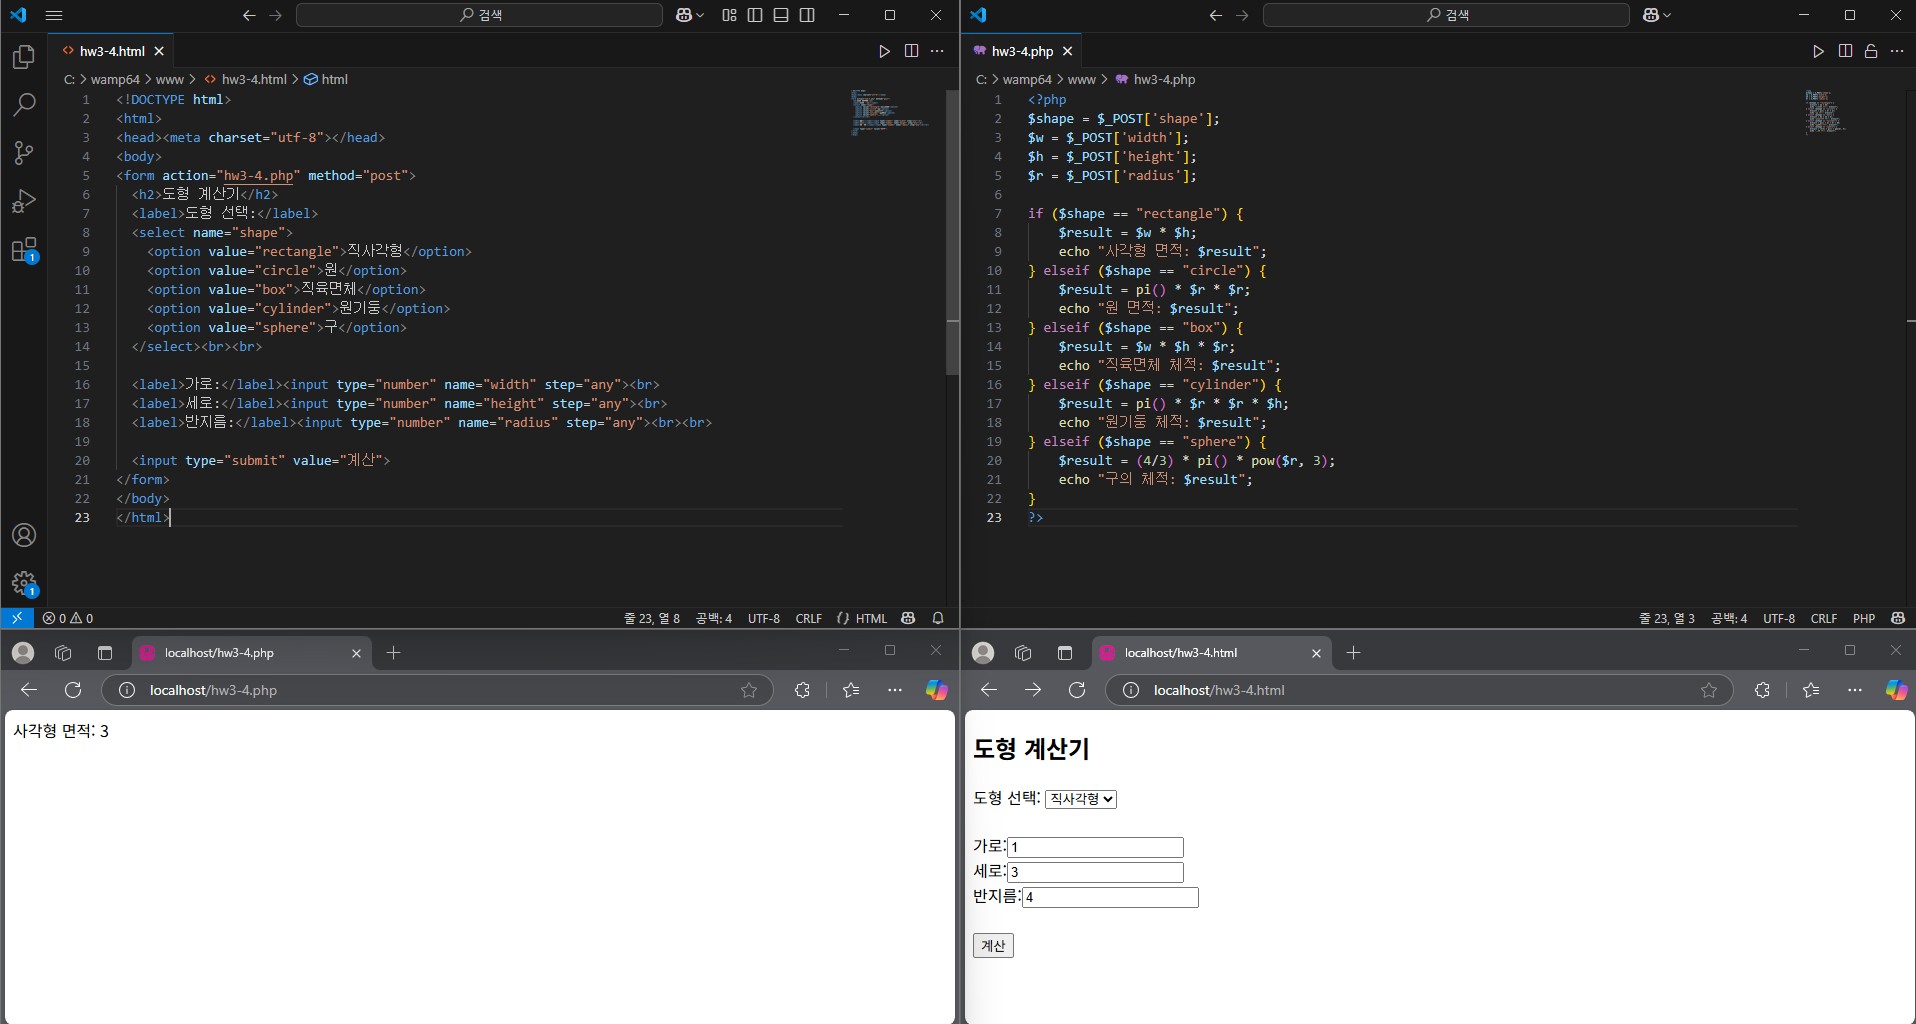 검색
hw3-4.html
C: > wamp64 > www > <> hw3-4.html > html
1 <!DOCTYPE html>
2 <html>
3 <head><meta charset="utf-8"></head>
4 <body>
5 <form action="hw3-4.php" method="post">
6 <h2>도형 계산기</h2>
7 <label>도형 선택:</label>
8 <select name="shape">
9 <option value="rectangle">직사각형</option>
10 <option value="circle">원</option>
11 <option value="box">직육면체</option>
12 <option value="cylinder">원기둥</option>
13 <option value="sphere">구</option>
14 </select><br><br>
15
16 <label>가로:</label><input type="number" name="width" step="any"><br>
17 <label>세로:</label><input type="number" name="height" step="any"><br>
18 <label>반지름:</label><input type="number" name="radius" step="any"><br><br>
19
20 <input type="submit" value="계산">
21 </form>
22 </body>
23 </html>
1
1
0 0 줄 23, 열 8 공백: 4 UTF-8 CRLF {} HTML
검색
hw3-4.php
C: > wamp64 > www > hw3-4.php
1 <?php
2 $shape = $_POST['shape'];
3 $w = $_POST['width'];
4 $h = $_POST['height'];
5 $r = $_POST['radius'];
6
7 if ($shape == "rectangle") {
8 $result = $w * $h;
9 echo "사각형 면적: $result";
10 } elseif ($shape == "circle") {
11 $result = pi() * $r * $r;
12 echo "원 면적: $result";
13 } elseif ($shape == "box") {
14 $result = $w * $h * $r;
15 echo "직육면체 체적: $result";
16 } elseif ($shape == "cylinder") {
17 $result = pi() * $r * $r * $h;
18 echo "원기둥 체적: $result";
19 } elseif ($shape == "sphere") {
20 $result = (4/3) * pi() * pow($r, 3);
21 echo "구의 체적: $result";
22 }
23 ?>
줄 23, 열 3 공백: 4 UTF-8 CRLF PHP
localhost/hw3-4.php
localhost/hw3-4.php
사각형 면적: 3
localhost/hw3-4.html
localhost/hw3-4.html
도형 계산기
도형 선택: 직사각형
가로: 1
세로: 3
반지름: 4
계산